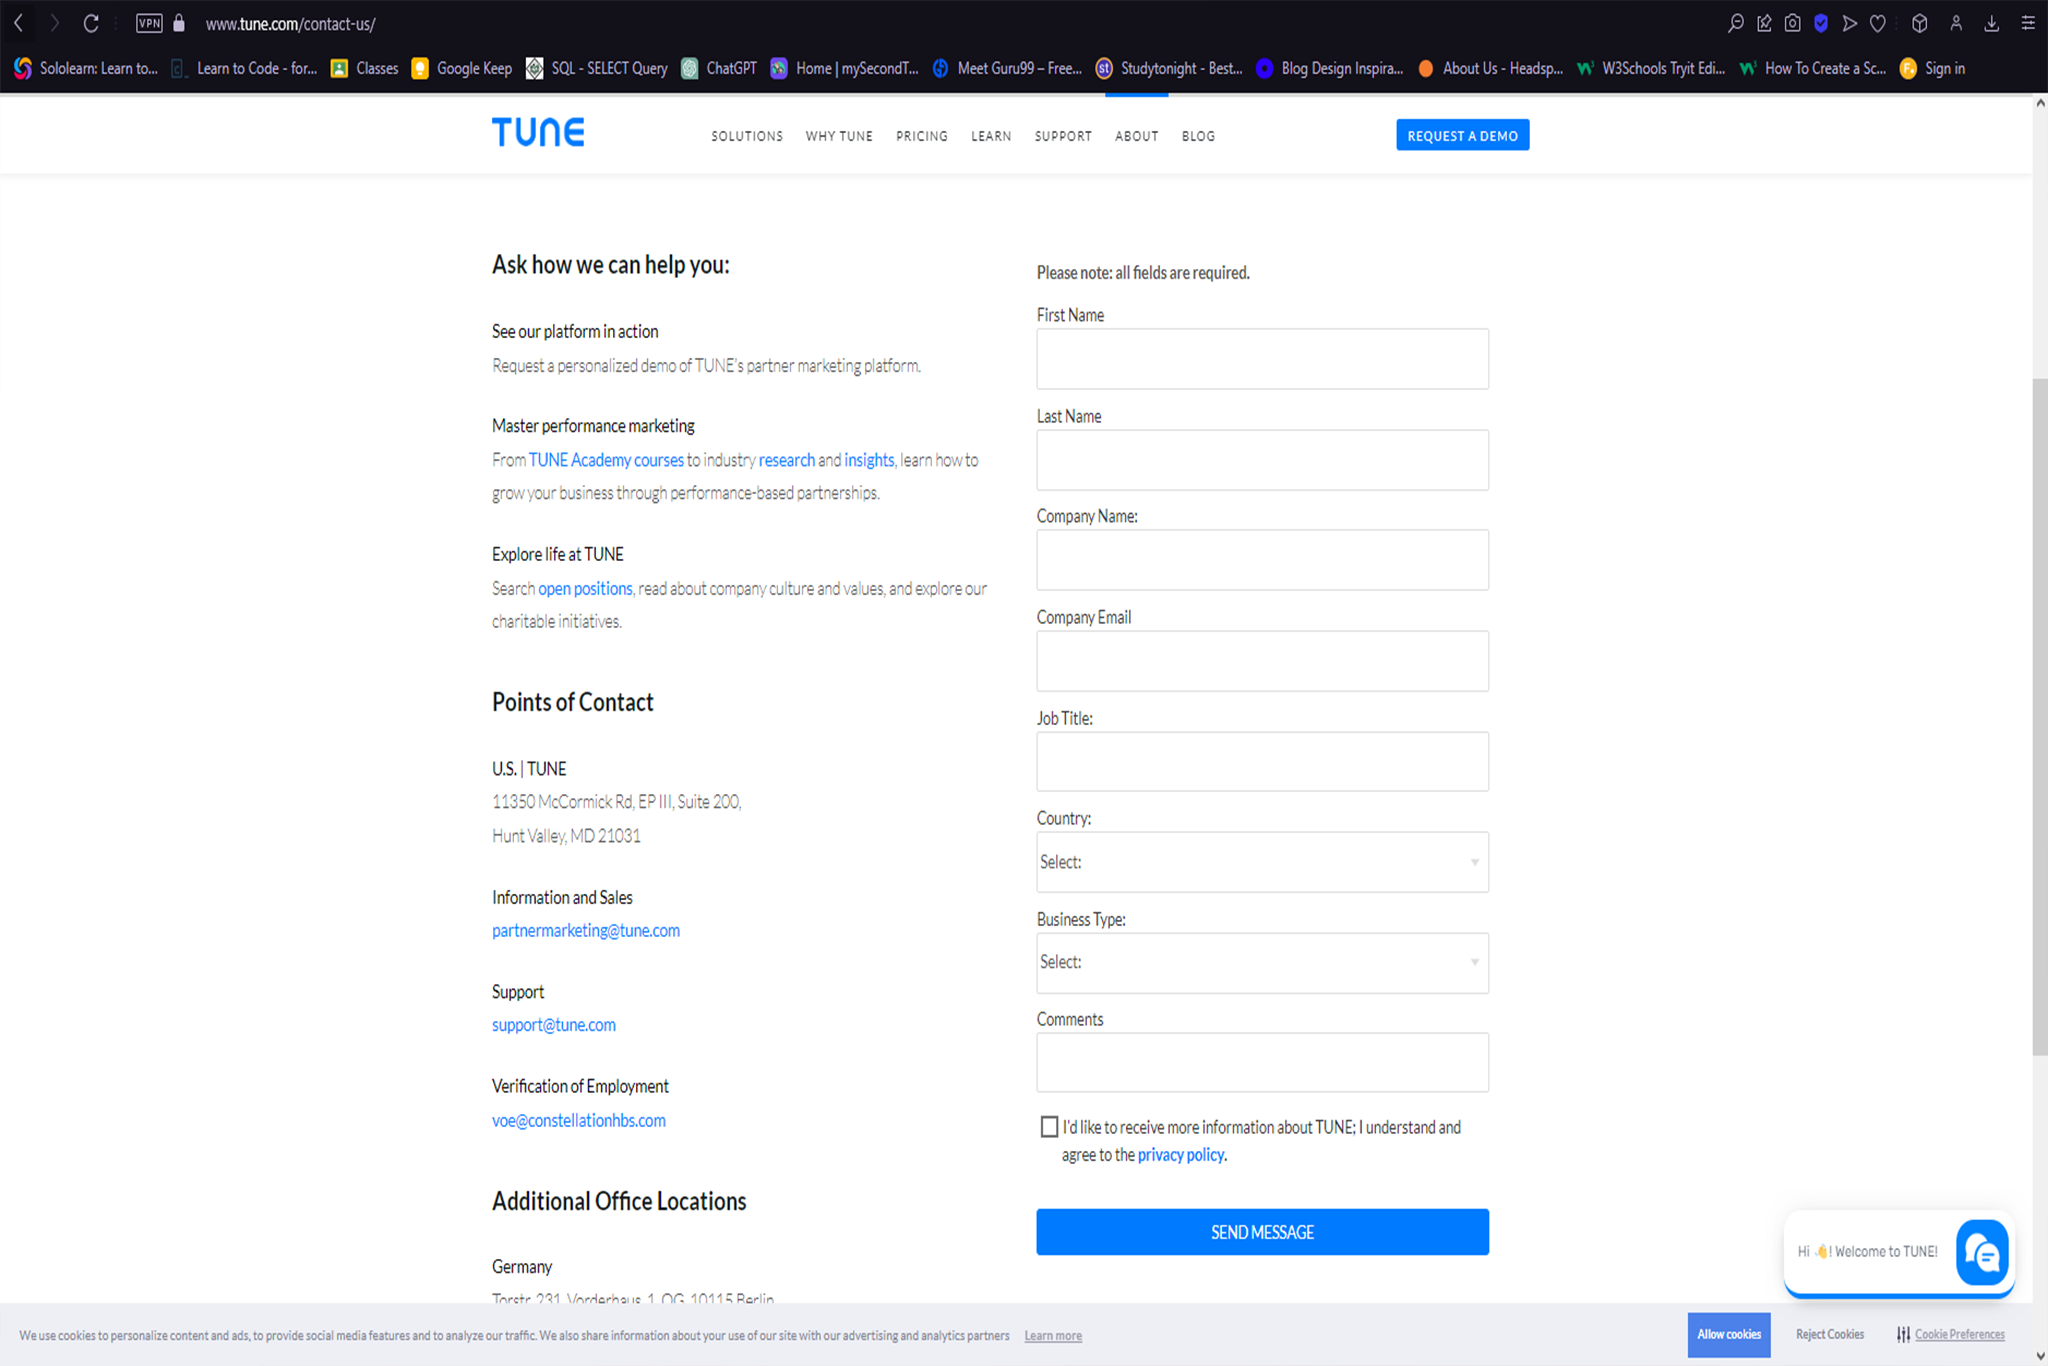 VPN
www.tune.com/contact-us/
Sololearn: Learn to... Learn to Code - for... Classes Google Keep SQL - SELECT Query ChatGPT Home | mySecondT... Meet Guru99 – Free... st Studytonight - Best... Blog Design Inspira... About Us - Headsp... W3Schools Tryit Edi... How To Create a Sc... Sign in
TUNE
SOLUTIONS WHY TUNE PRICING LEARN SUPPORT ABOUT BLOG
REQUEST A DEMO
Ask how we can help you:
See our platform in action
Request a personalized demo of TUNE's partner marketing platform.
Master performance marketing
From TUNE Academy courses to industry research and insights, learn how to
grow your business through performance-based partnerships.
Explore life at TUNE
Search open positions, read about company culture and values, and explore our
charitable initiatives.
Points of Contact
U.S. | TUNE
11350 McCormick Rd, EP III, Suite 200,
Hunt Valley, MD 21031
Information and Sales
partnermarketing@tune.com
Support
support@tune.com
Verification of Employment
voe@constellationhbs.com
Additional Office Locations
Germany
Torstr. 231, Vorderhaus, 1. OG, 10115 Berlin
Please note: all fields are required.
First Name
Last Name
Company Name:
Company Email
Job Title:
Country:
Select:
Business Type:
Select:
Comments
I'd like to receive more information about TUNE; I understand and
agree to the privacy policy.
SEND MESSAGE
Hi 👋! Welcome to TUNE!
We use cookies to personalize content and ads, to provide social media features and to analyze our traffic. We also share information about your use of our site with our advertising and analytics partners Learn more
Allow cookies
Reject Cookies
Cookie Preferences